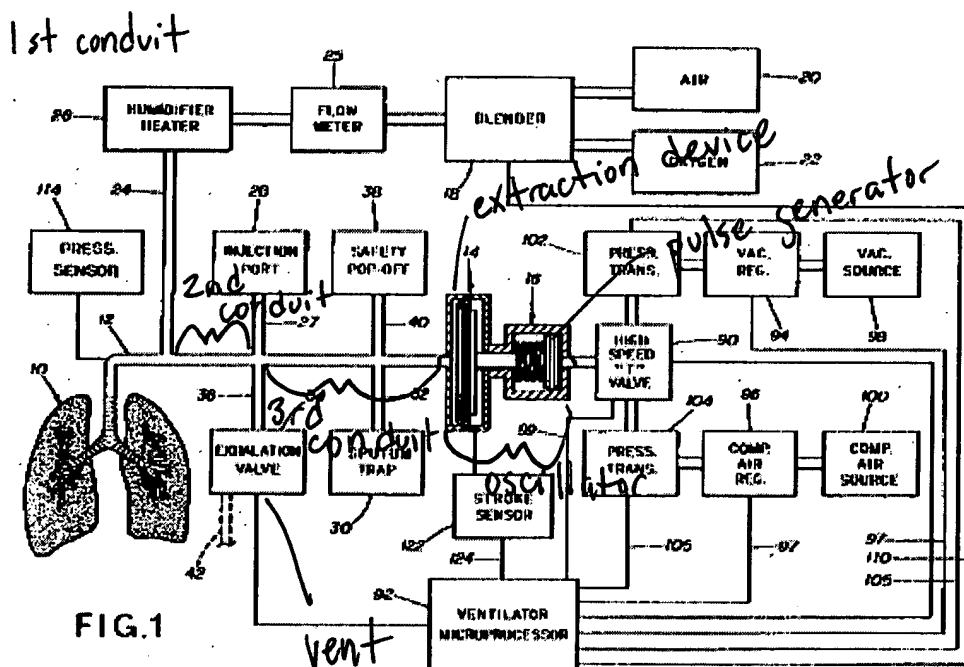 1st conduit
25
HUMIDIFIER
HEATER
26
FLOW
METER
BLENDER
18
AIR
20
OXYGEN
22
extraction device
pulse generator
114
24
28
38
14
16
102
PRESS.
SENSOR
INJECTION
PORT
SAFETY
POP-OFF
PRESS.
TRANS.
VAC.
REG.
VAC.
SOURCE
2nd
conduit
12
27
40
94
98
HIGH
SPEED
VALVE
90
10
36
3rd
conduit
104
96
100
EXHALATION
VALVE
SPUTUM
TRAP
99
PRESS.
TRANS.
COMP.
AIR
REG.
COMP.
AIR
SOURCE
oscillator
STROKE
SENSOR
42
30
122
124
106
97
97
110
105
92
VENTILATOR
MICROPROCESSOR
FIG.1
vent